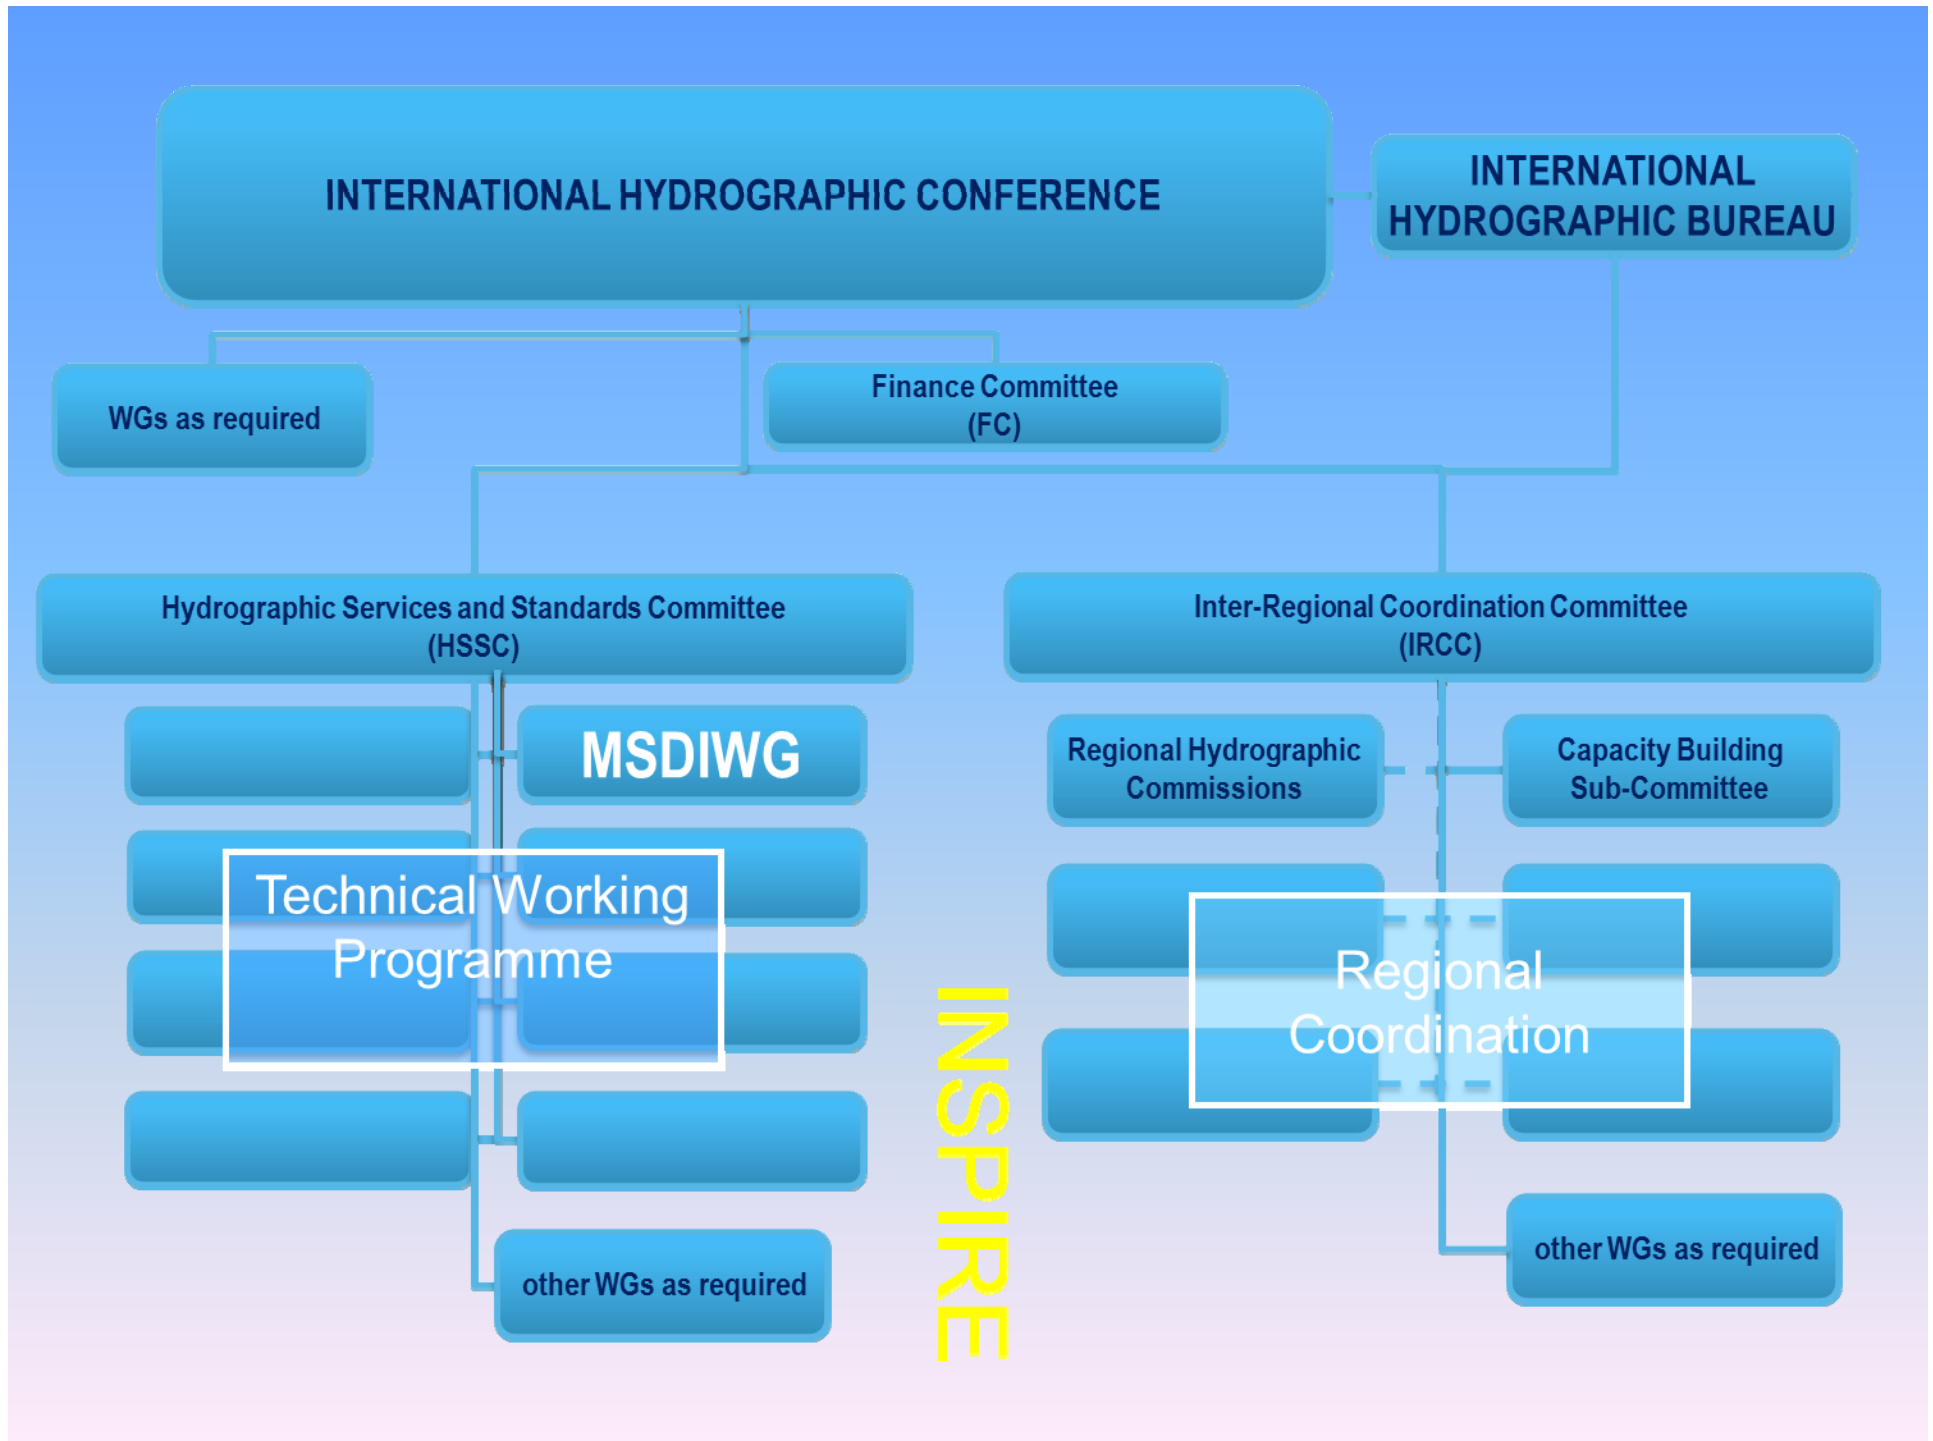 INTERNATIONAL HYDROGRAPHIC CONFERENCE
INTERNATIONAL
HYDROGRAPHIC BUREAU
WGs as required
Finance Committee
(FC)
Hydrographic Services and Standards Committee
(HSSC)
Inter-Regional Coordination Committee
(IRCC)
MSDIWG
Regional Hydrographic
Commissions
Capacity Building
Sub-Committee
Technical Working
Programme
Regional
Coordination
INSPIRE
other WGs as required
other WGs as required